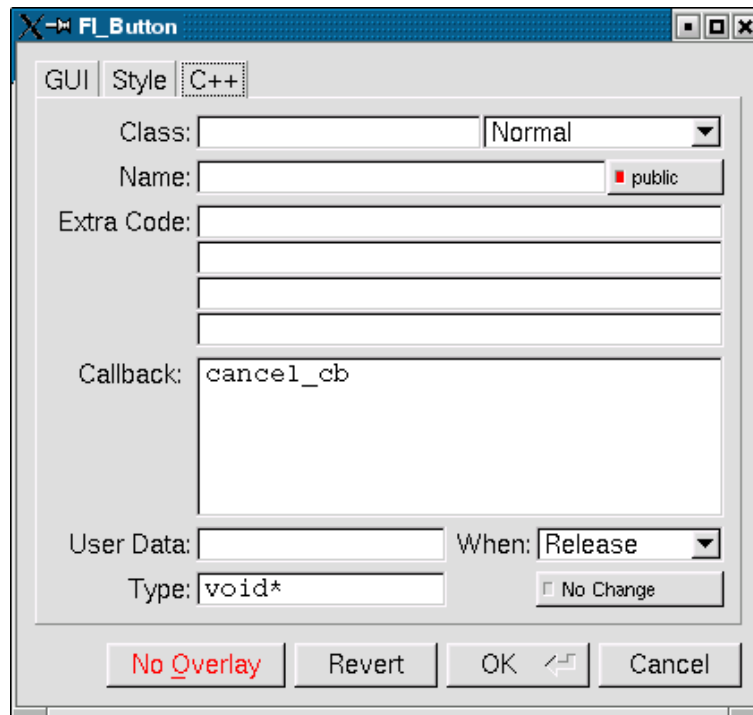 Fl_Button
GUI Style C++
Class: Normal
Name: public
Extra Code:
Callback: cancel_cb
User Data: When: Release
Type: void* No Change
No Overlay Revert OK Cancel